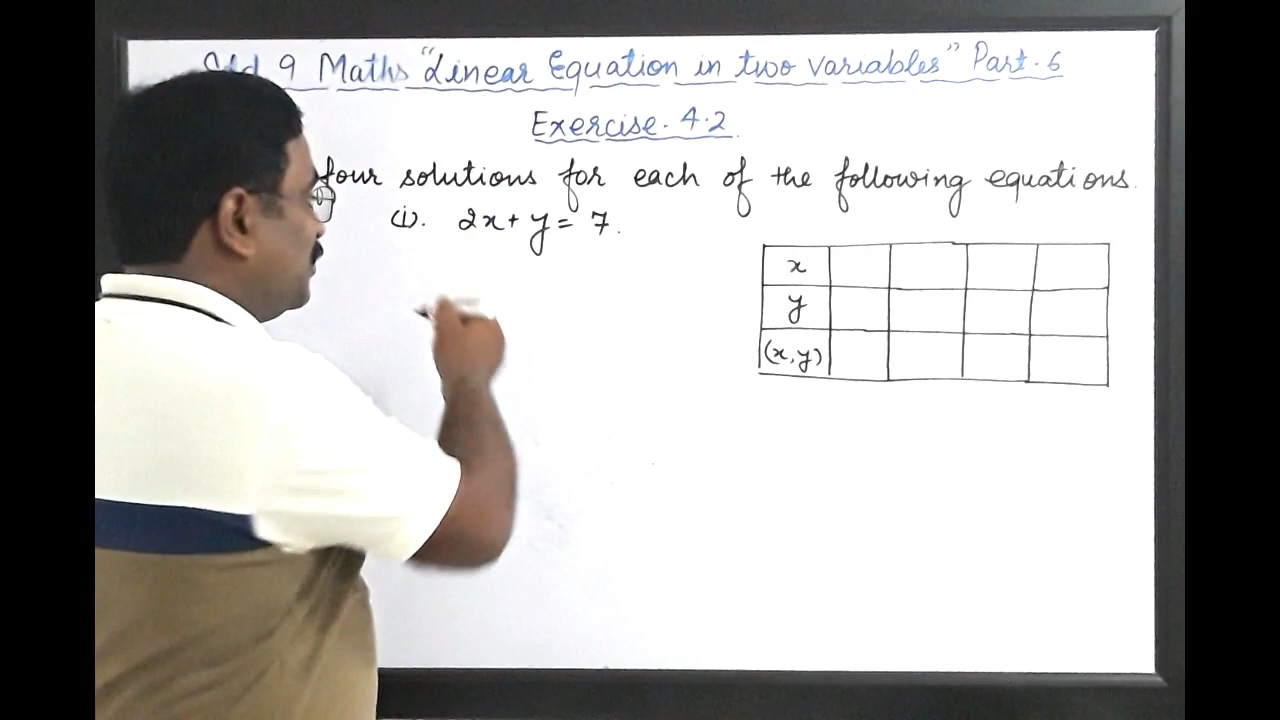 Std 9 Maths "Linear Equation in two variables" Part-6
Exercise-4.2.
four solutions for each of the following equations.
(i). 2x + y = 7.
x
y
(x, y)